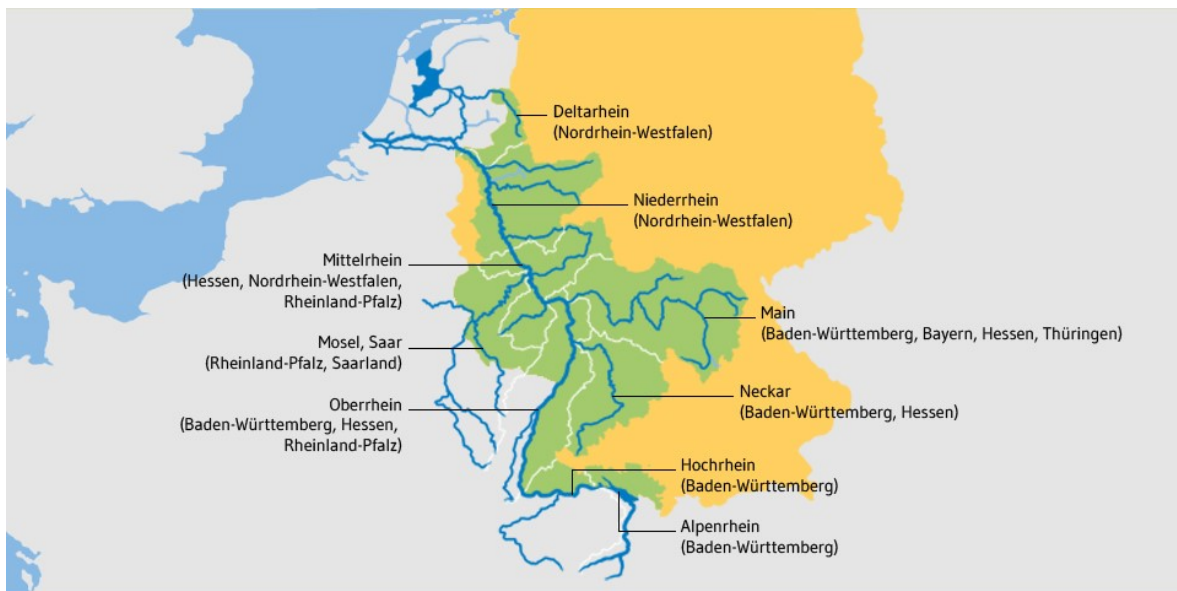 Deltarhein
(Nordrhein-Westfalen)
Niederrhein
(Nordrhein-Westfalen)
Mittelrhein
(Hessen, Nordrhein-Westfalen,
Rheinland-Pfalz)
Main
(Baden-Württemberg, Bayern, Hessen, Thüringen)
Mosel, Saar
(Rheinland-Pfalz, Saarland)
Neckar
(Baden-Württemberg, Hessen)
Oberrhein
(Baden-Württemberg, Hessen,
Rheinland-Pfalz)
Hochrhein
(Baden-Württemberg)
Alpenrhein
(Baden-Württemberg)